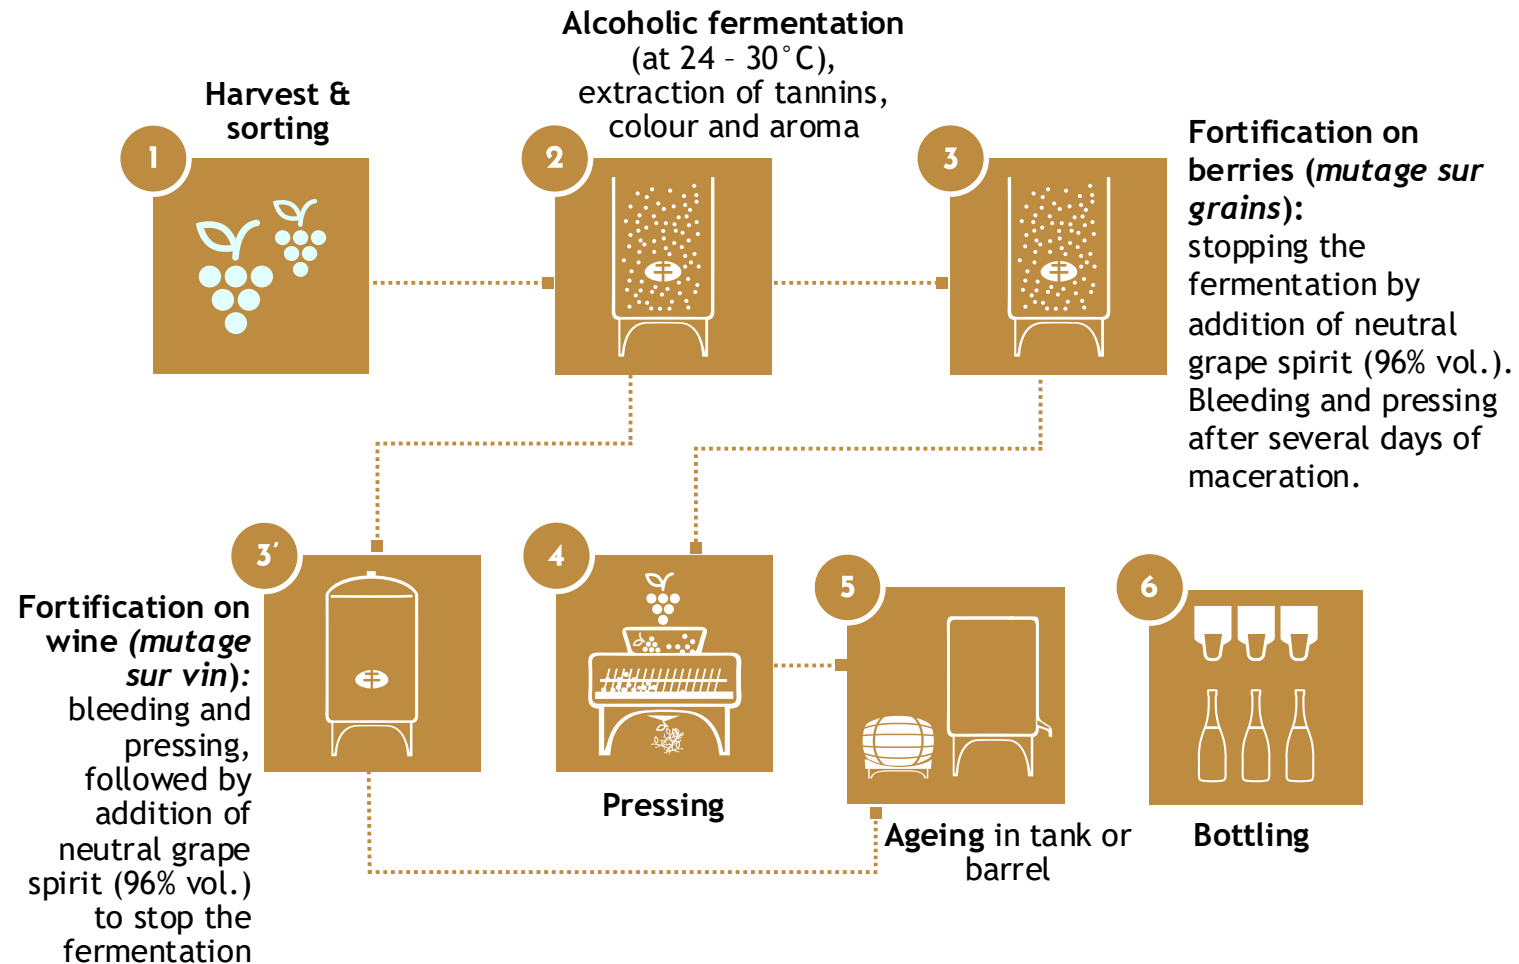 Harvest &
sorting
1
Alcoholic fermentation
(at 24 – 30°C),
extraction of tannins,
colour and aroma
2
3
Fortification on
berries (mutage sur
grains):
stopping the
fermentation by
addition of neutral
grape spirit (96% vol.).
Bleeding and pressing
after several days of
maceration.
3′
Fortification on
wine (mutage
sur vin):
bleeding and
pressing,
followed by
addition of
neutral grape
spirit (96% vol.)
to stop the
fermentation
4
Pressing
5
Ageing in tank or
barrel
6
Bottling